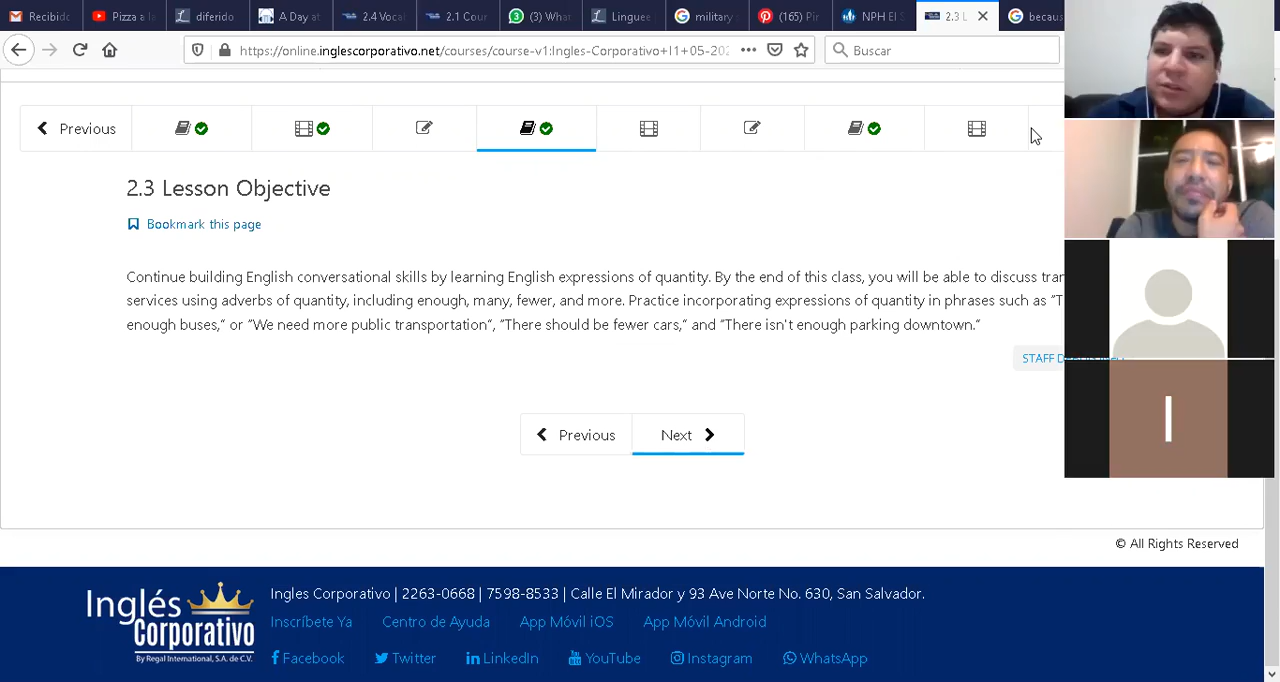 Recibido
Pizza a l
diferido
A Day at
2.4 Voca
2.1 Cour
(3) Wha
Linguee
military
(165) Pir
NPH El S
2.3 L
becaus
https://online.inglescorporativo.net/courses/course-v1:Ingles-Corporativo+I1+05-202
Buscar
Previous
2.3 Lesson Objective
Bookmark this page
Continue building English conversational skills by learning English expressions of quantity. By the end of this class, you will be able to discuss tran
services using adverbs of quantity, including enough, many, fewer, and more. Practice incorporating expressions of quantity in phrases such as "T
enough buses," or "We need more public transportation", "There should be fewer cars," and "There isn't enough parking downtown."
STAFF D
Previous
Next
I
© All Rights Reserved
Inglés
Corporativo
By Regal International, S.A. de C.V.
Ingles Corporativo | 2263-0668 | 7598-8533 | Calle El Mirador y 93 Ave Norte No. 630, San Salvador.
Inscríbete Ya
Centro de Ayuda
App Móvil iOS
App Móvil Android
Facebook
Twitter
LinkedIn
YouTube
Instagram
WhatsApp